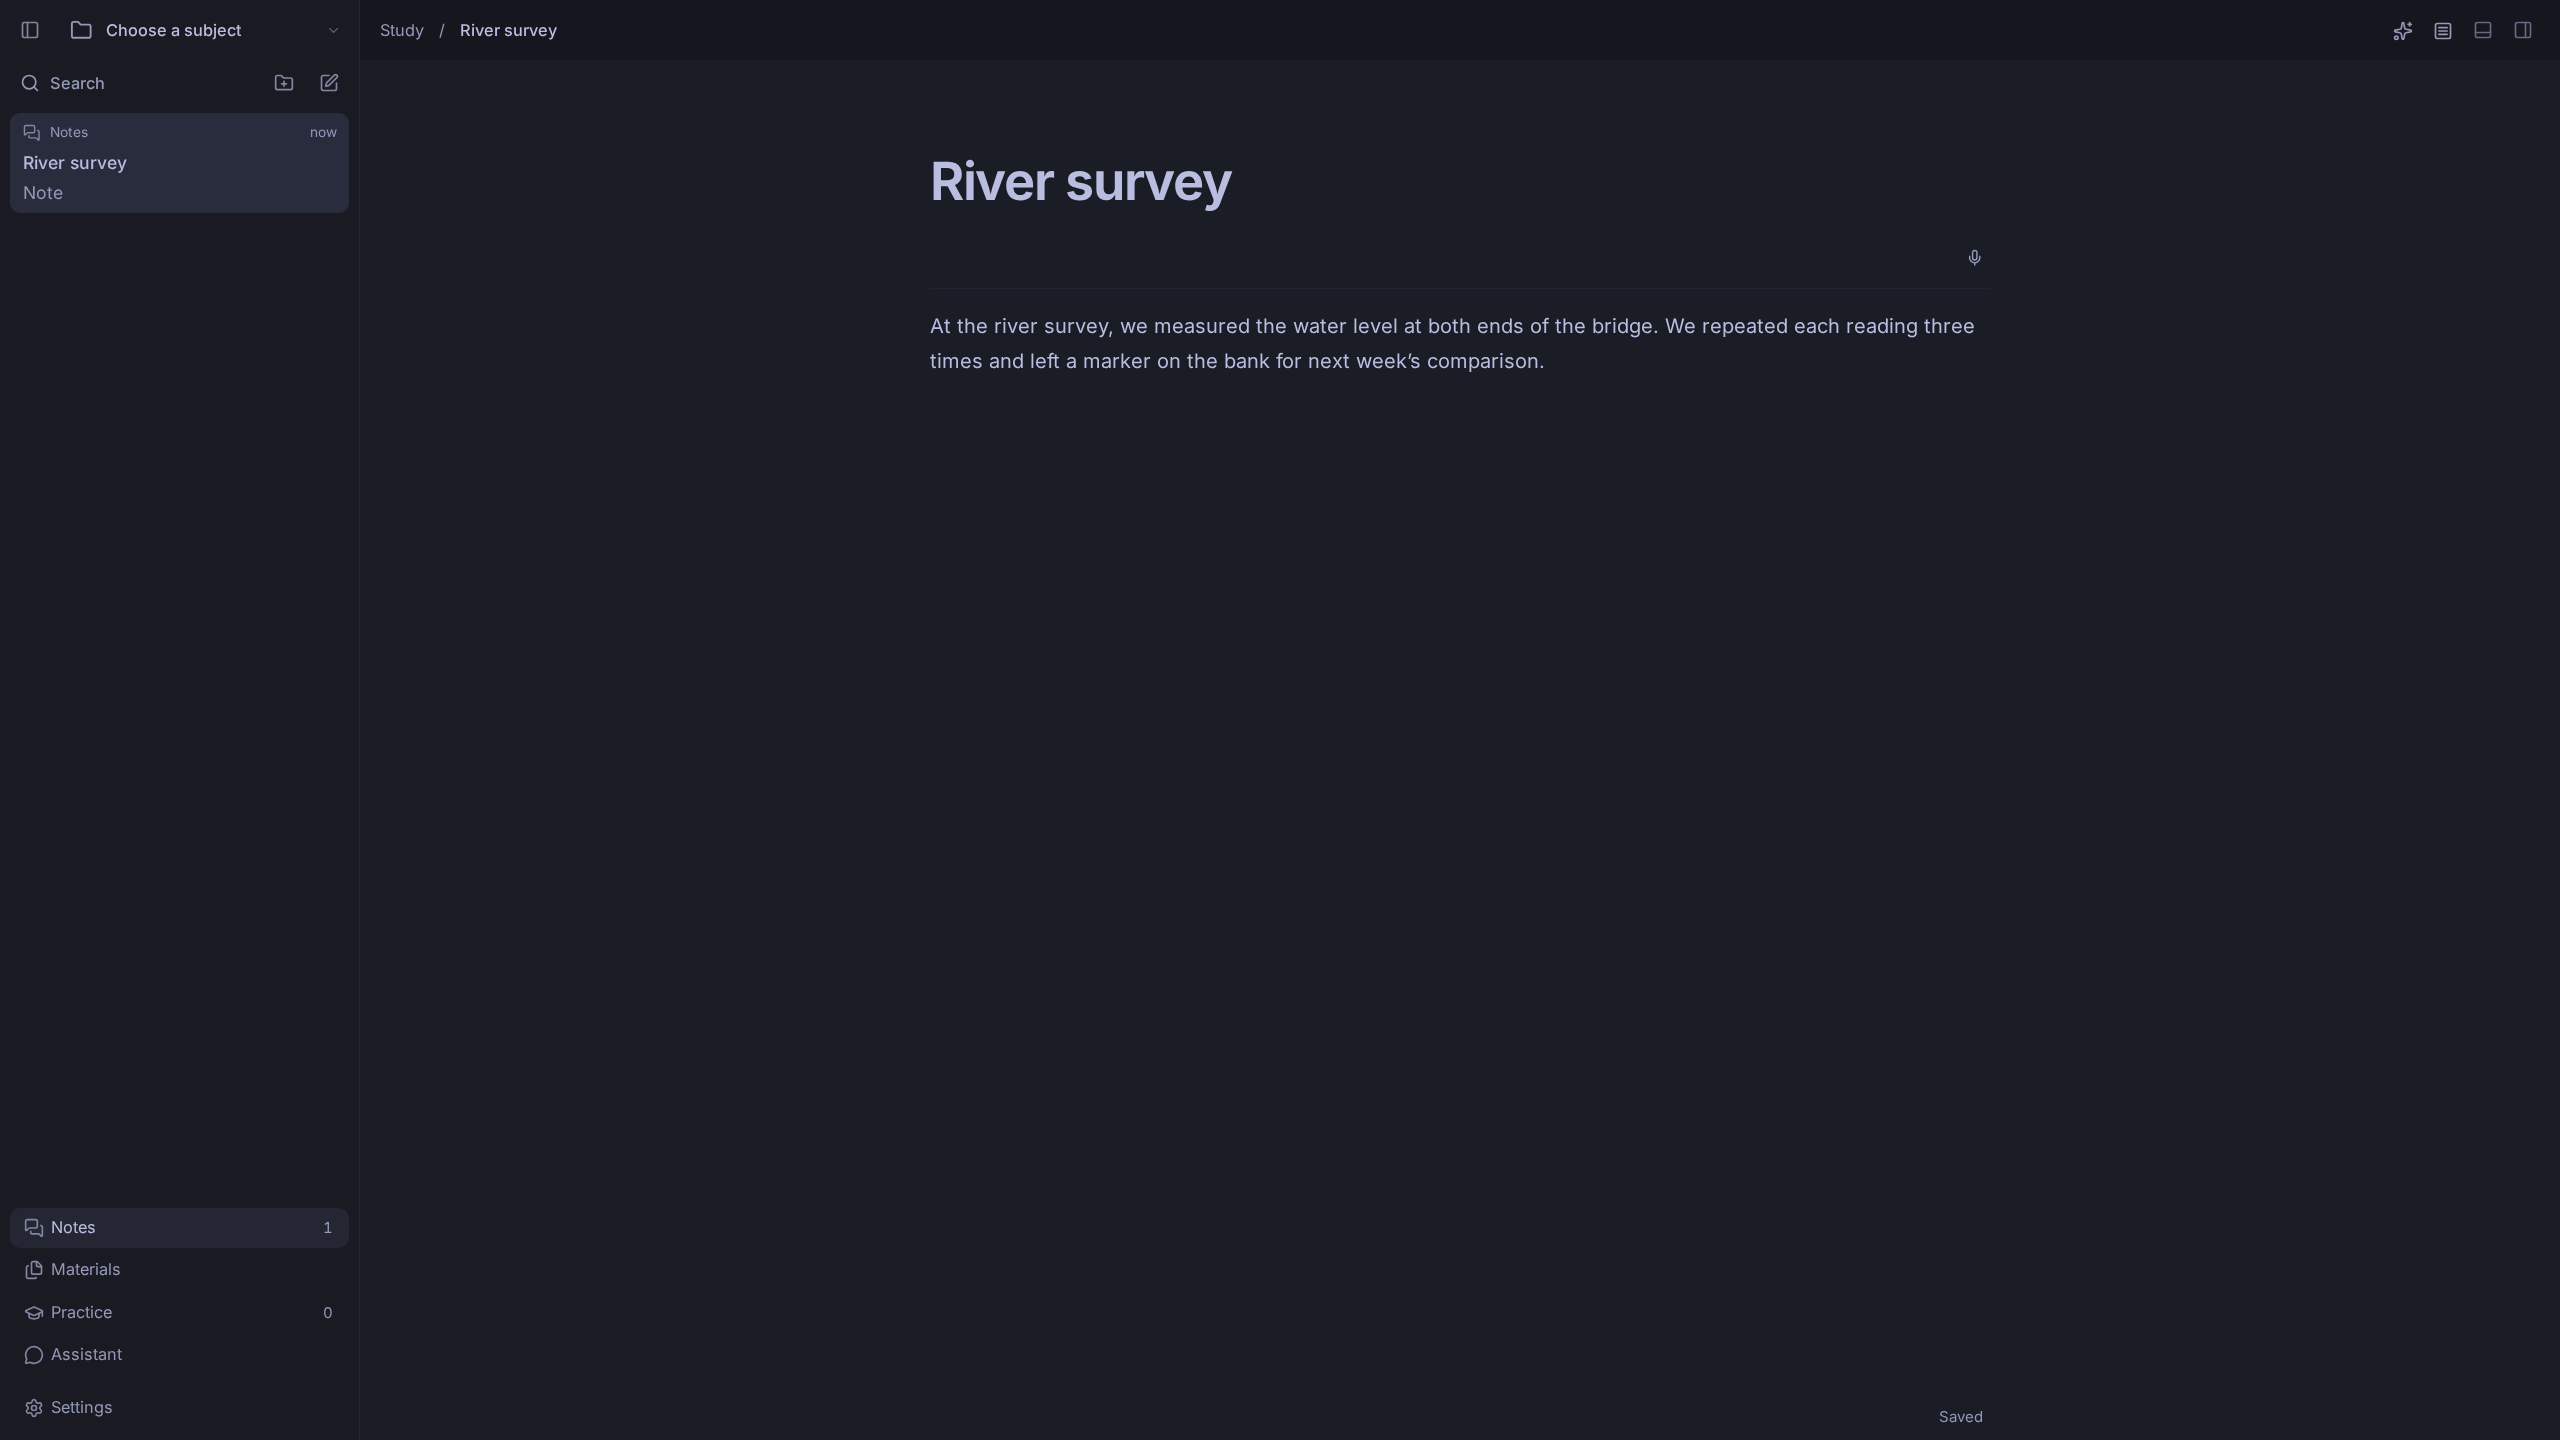 Choose a subject
Search
Notes now
River survey
Note
Notes 1
Materials
Practice 0
Assistant
Settings
Study / River survey
River survey
At the river survey, we measured the water level at both ends of the bridge. We repeated each reading three
times and left a marker on the bank for next week’s comparison.
Saved